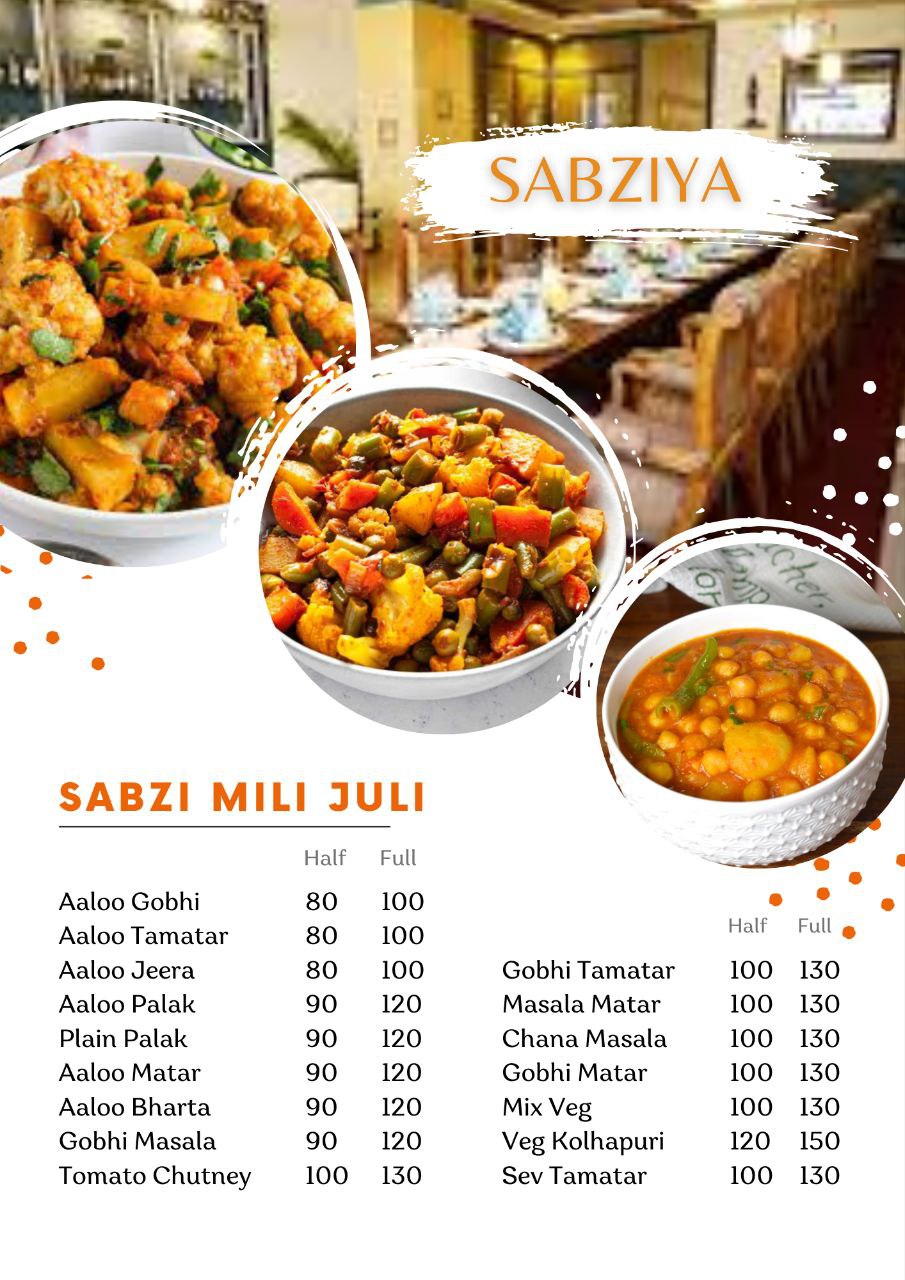 SABZIYA
SABZI MILI JULI
Half Full
Aaloo Gobhi 80 100
Aaloo Tamatar 80 100
Aaloo Jeera 80 100
Aaloo Palak 90 120
Plain Palak 90 120
Aaloo Matar 90 120
Aaloo Bharta 90 120
Gobhi Masala 90 120
Tomato Chutney 100 130
Half Full
Gobhi Tamatar 100 130
Masala Matar 100 130
Chana Masala 100 130
Gobhi Matar 100 130
Mix Veg 100 130
Veg Kolhapuri 120 150
Sev Tamatar 100 130